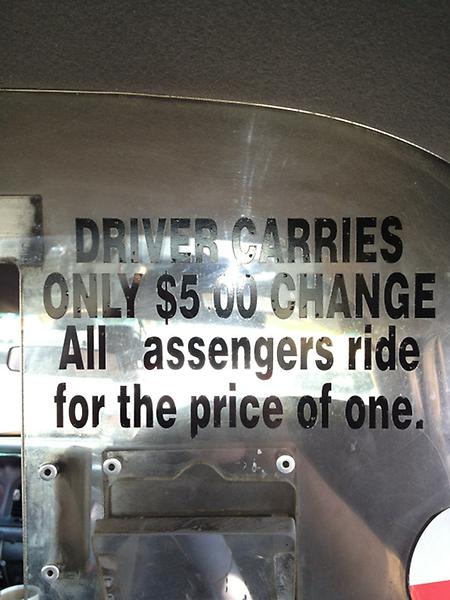 DRIVER CARRIES
ONLY $5.00 CHANGE
All assengers ride
for the price of one.